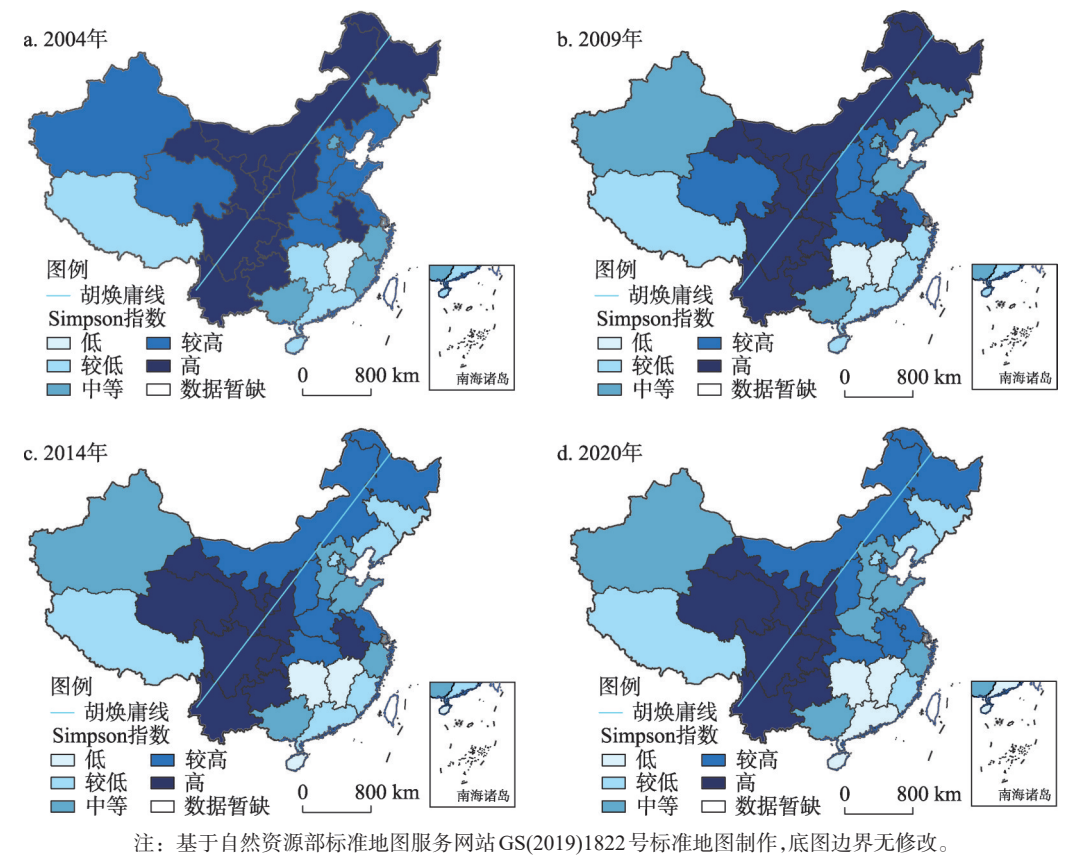 a. 2004年
图例
胡焕庸线
Simpson指数
低
较高
较低
高
中等
数据暂缺
0 800 km
南海诸岛
b. 2009年
图例
胡焕庸线
Simpson指数
低
较高
较低
高
中等
数据暂缺
0 800 km
南海诸岛
c. 2014年
图例
胡焕庸线
Simpson指数
低
较高
较低
高
中等
数据暂缺
0 800 km
南海诸岛
d. 2020年
图例
胡焕庸线
Simpson指数
低
较高
较低
高
中等
数据暂缺
0 800 km
南海诸岛
注：基于自然资源部标准地图服务网站GS(2019)1822号标准地图制作,底图边界无修改。